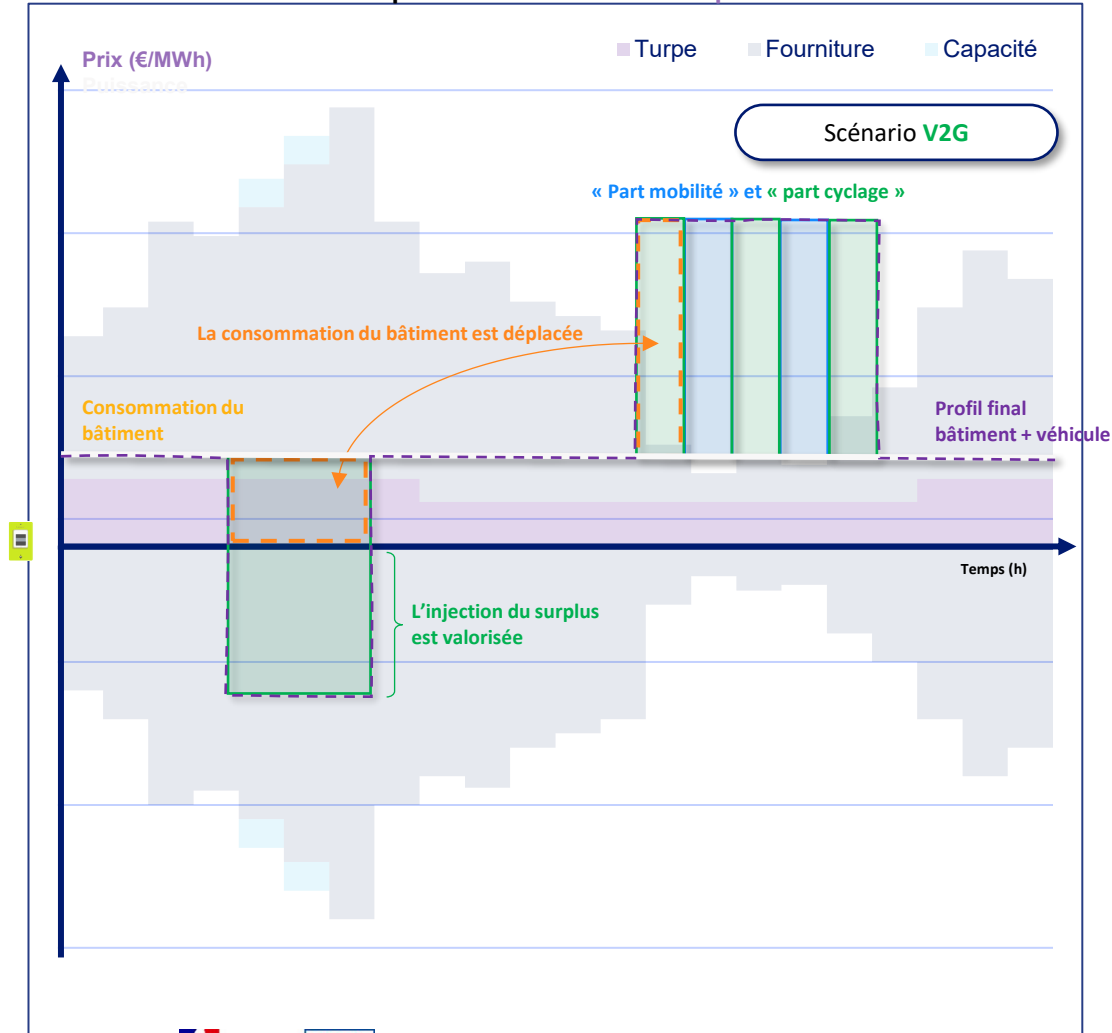 Turpe
Fourniture
Capacité
Prix (€/MWh)
Puissance
Scénario V2G
« Part mobilité » et « part cyclage »
La consommation du bâtiment est déplacée
Consommation du
bâtiment
Profil final
bâtiment + véhicule
Temps (h)
L'injection du surplus
est valorisée